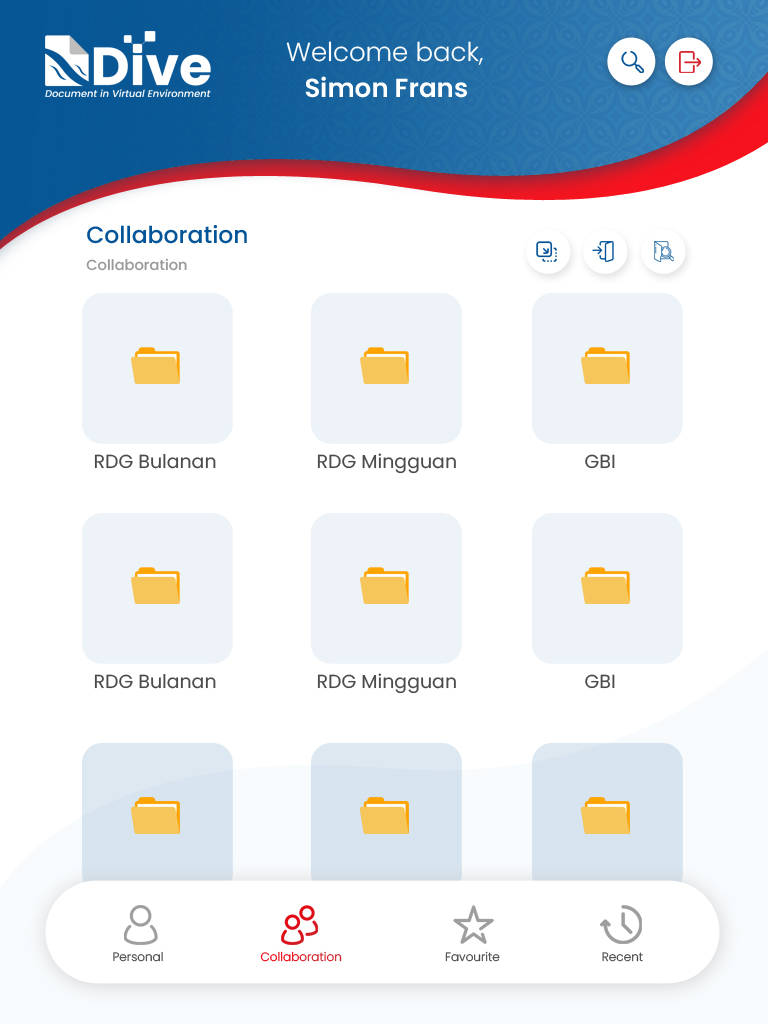 Dive
Document in Virtual Environment
Welcome back,
Simon Frans
Collaboration
Collaboration
RDG Bulanan
RDG Mingguan
GBI
RDG Bulanan
RDG Mingguan
GBI
Personal
Collaboration
Favourite
Recent